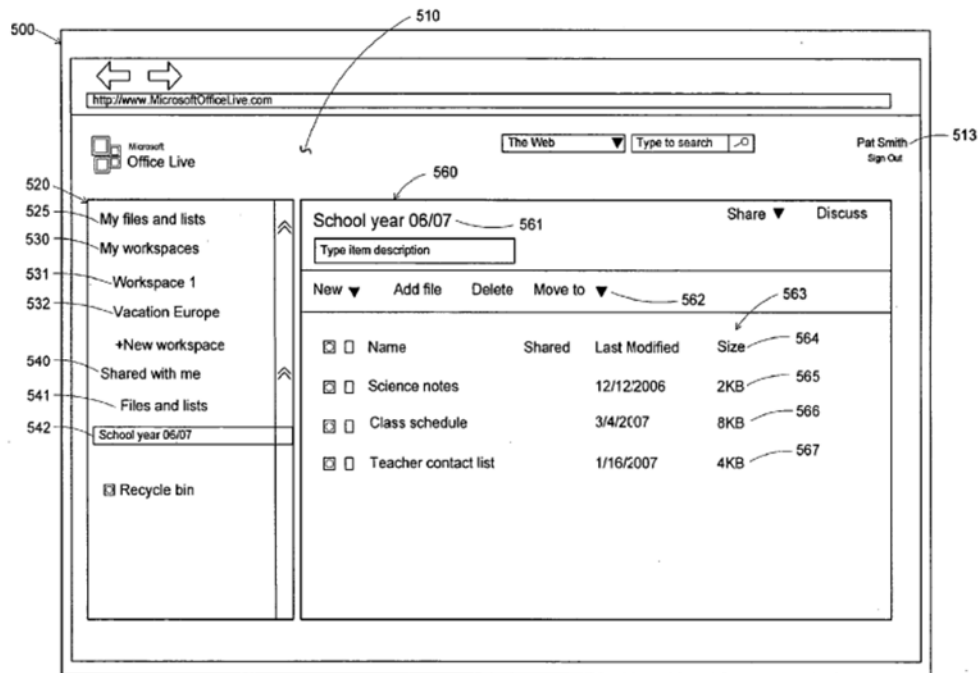 510
500
http://www.MicrosoftOfficeLive.com
Microsoft
Office Live
The Web ▼ Type to search
Pat Smith
Sign Out
513
520
525
530
531
532
540
541
542
My files and lists
My workspaces
Workspace 1
Vacation Europe
+New workspace
Shared with me
Files and lists
School year 06/07
Recycle bin
560
School year 06/07 561 Share ▼ Discuss
Type item description
New ▼ Add file Delete Move to ▼ 562 563
Name Shared Last Modified Size 564
Science notes 12/12/2006 2KB 565
Class schedule 3/4/2007 8KB 566
Teacher contact list 1/16/2007 4KB 567